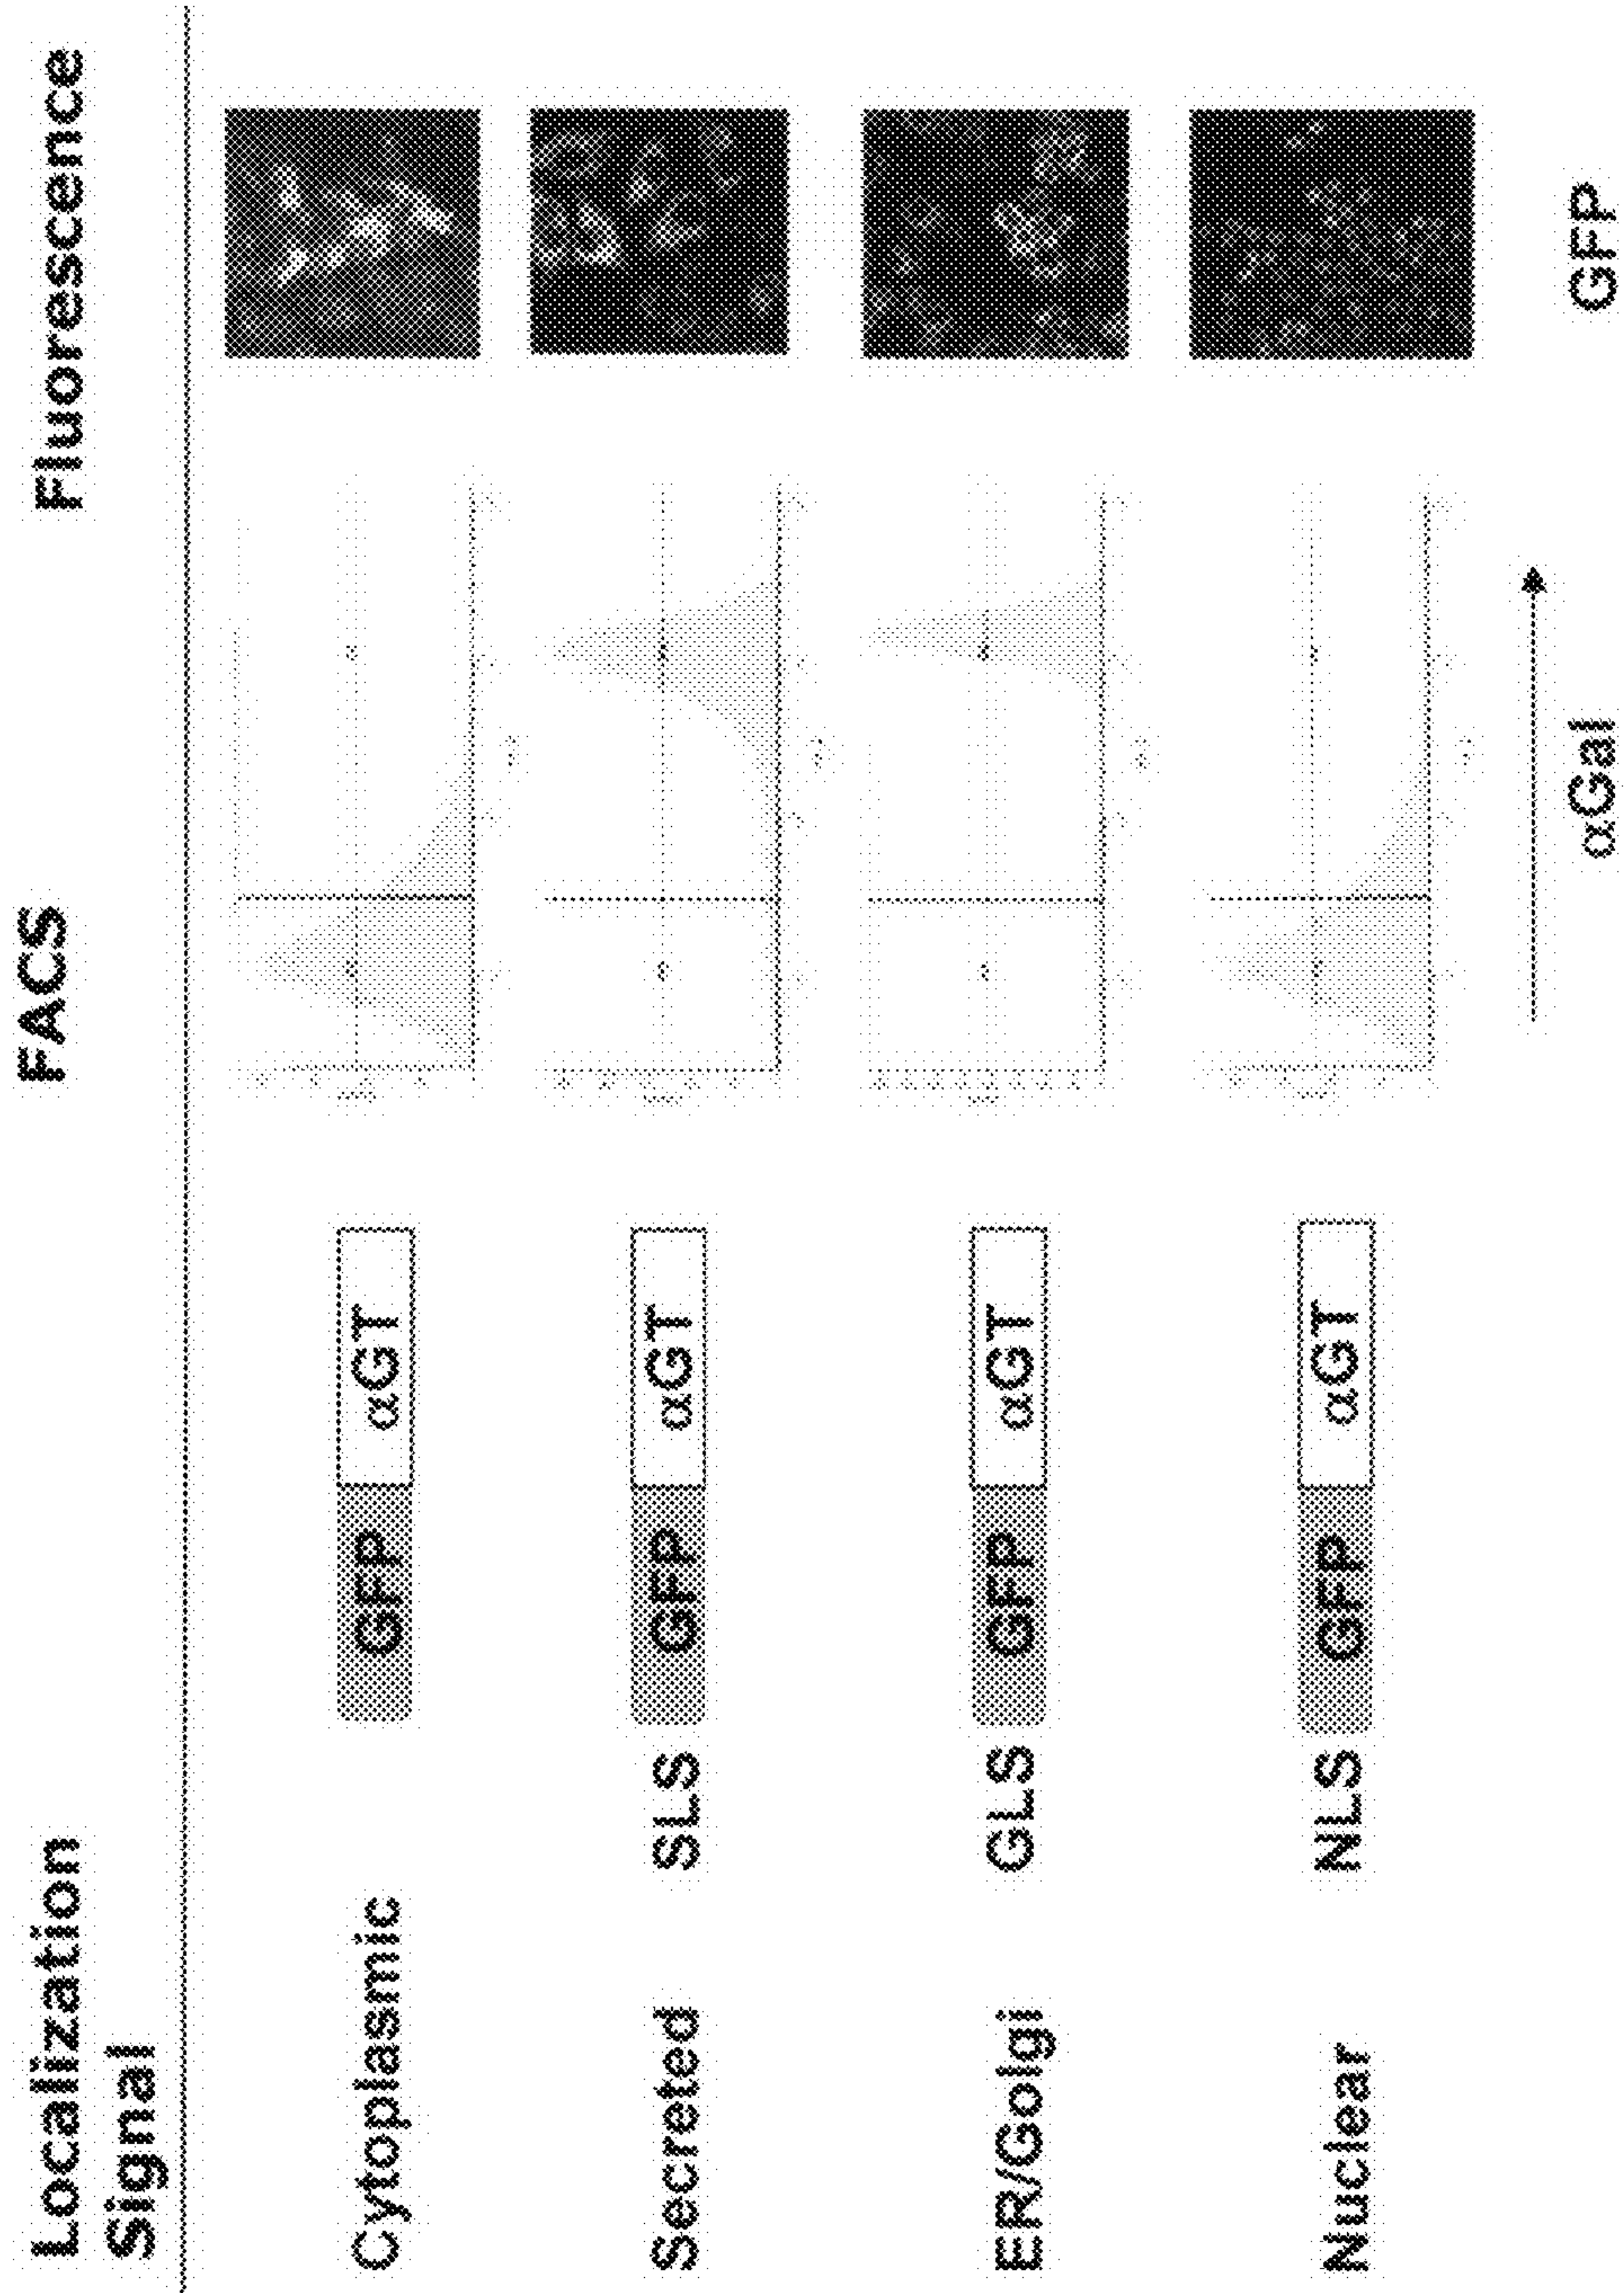 Localization
Signal
FACS
Fluorescence
Cytoplasmic
GFP
αGT
Secreted
SLS
GFP
αGT
ER/Golgi
GLS
GFP
αGT
Nuclear
NLS
GFP
αGT
αGal
GFP